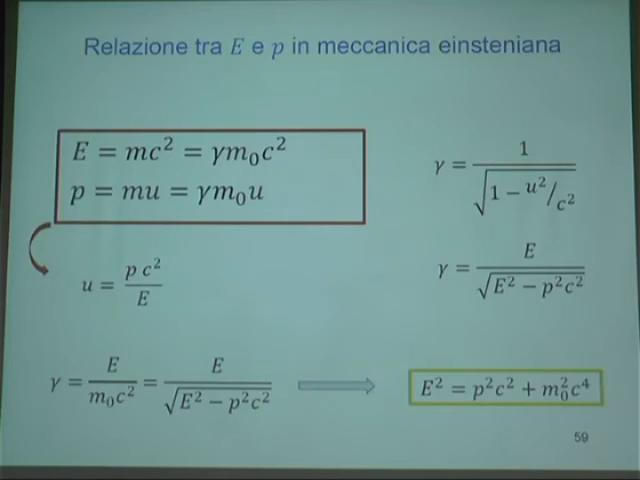 Relazione tra E e p in meccanica einsteniana
E = mc² = γm₀c²
p = mu = γm₀u
γ = 1 / √(1 − u²/c²)
u = p c² / E
γ = E / √(E² − p²c²)
γ = E / m₀c² = E / √(E² − p²c²)
E² = p²c² + m₀²c⁴
59